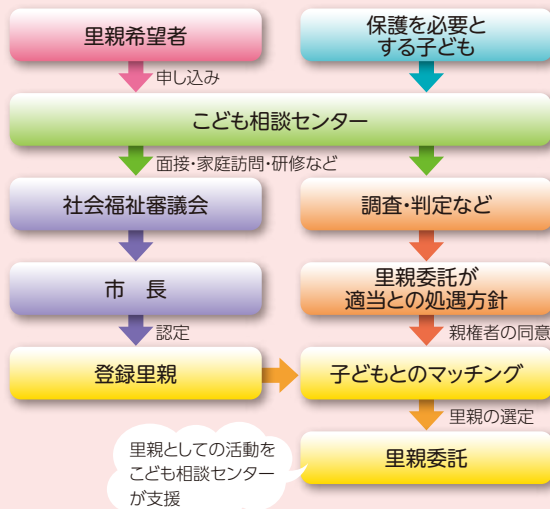 里親希望者
保護を必要と
する子ども
申し込み
こども相談センター
面接・家庭訪問・研修など
社会福祉審議会
調査・判定など
市　長
里親委託が
適当との処遇方針
認定
親権者の同意
登録里親
子どもとのマッチング
里親の選定
里親としての活動を
こども相談センター
が支援
里親委託